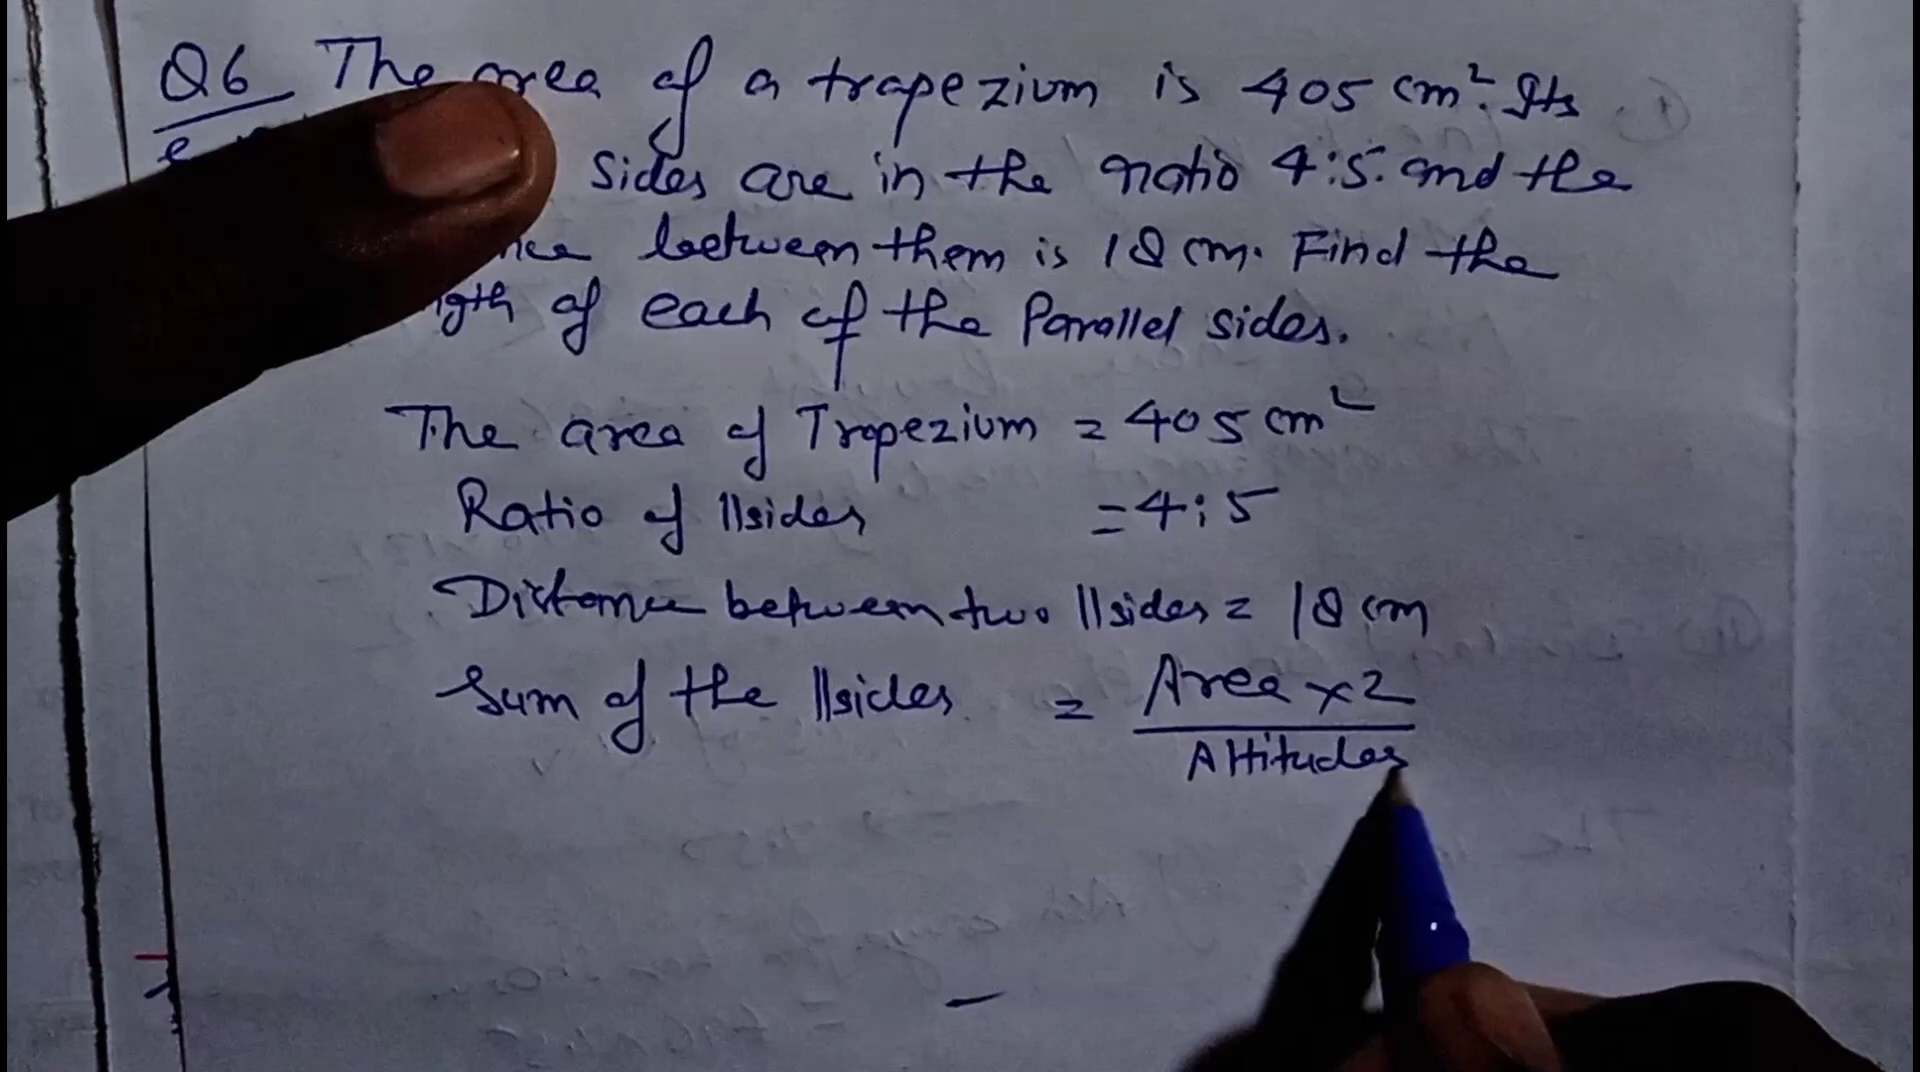 Q6 The area of a trapezium is 405 cm². Its
sides are in the ratio 4:5. and the
between them is 18 cm. Find the
of each of the Parallel sides.
The area of Trapezium = 405 cm²
Ratio of ||sides = 4:5
Distance between two ||sides = 18 cm
Sum of the ||sides = Area × 2
Altitudes